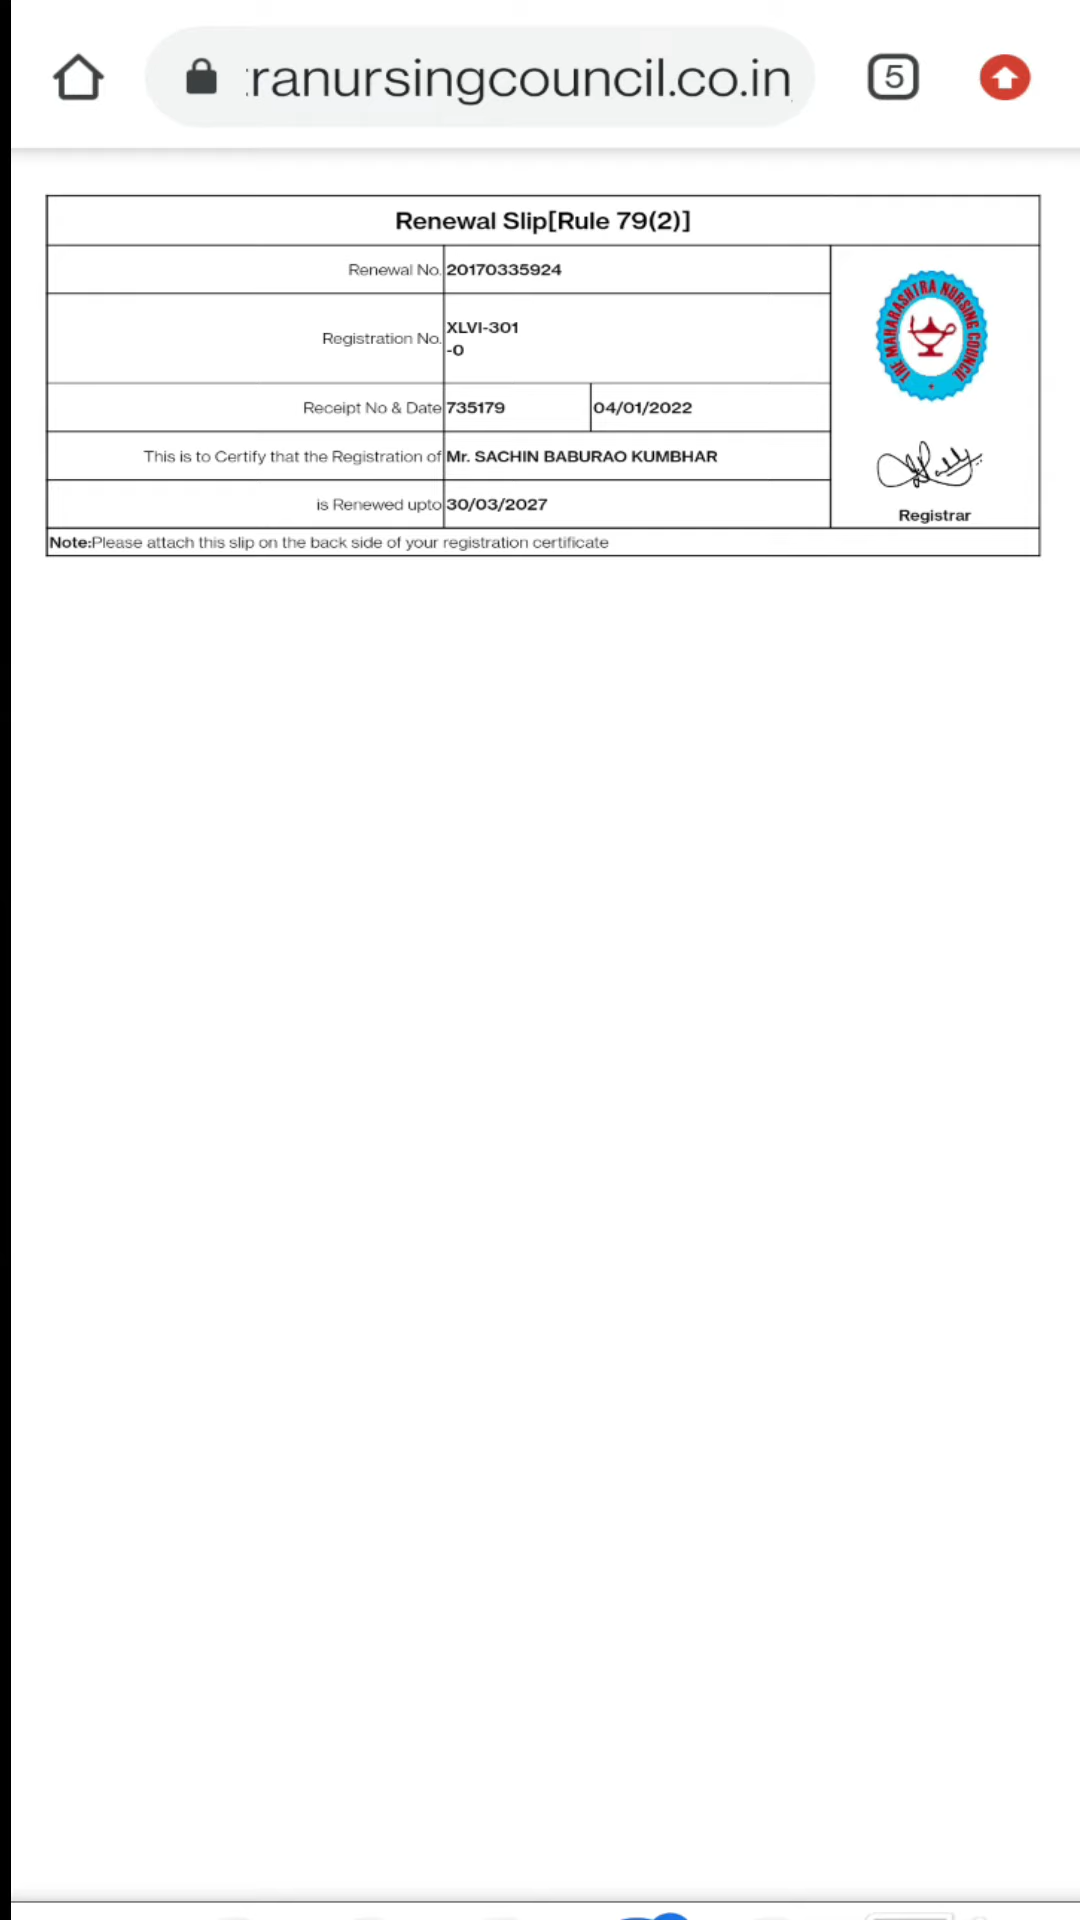 :ranursingcouncil.co.in
5
Renewal Slip[Rule 79(2)]
Renewal No. 20170335924
Registration No. XLVI-301
-0
Receipt No & Date 735179 04/01/2022
This is to Certify that the Registration of Mr. SACHIN BABURAO KUMBHAR
is Renewed upto 30/03/2027
THE MAHARASHTRA NURSING COUNCIL
Registrar
Note:Please attach this slip on the back side of your registration certificate